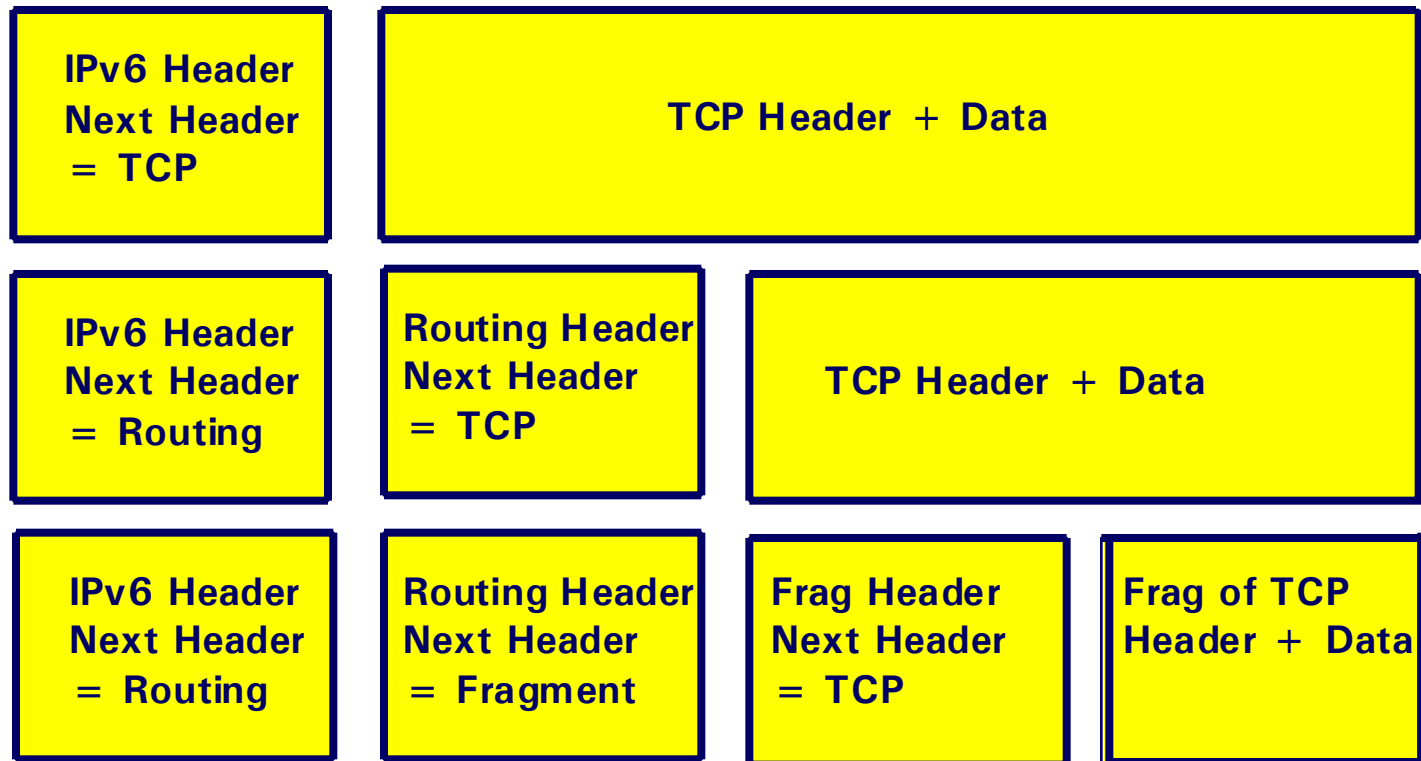 IPv6 Header
Next Header
= TCP
TCP Header + Data
IPv6 Header
Next Header
= Routing
Routing Header
Next Header
= TCP
TCP Header + Data
IPv6 Header
Next Header
= Routing
Routing Header
Next Header
= Fragment
Frag Header
Next Header
= TCP
Frag of TCP
Header + Data